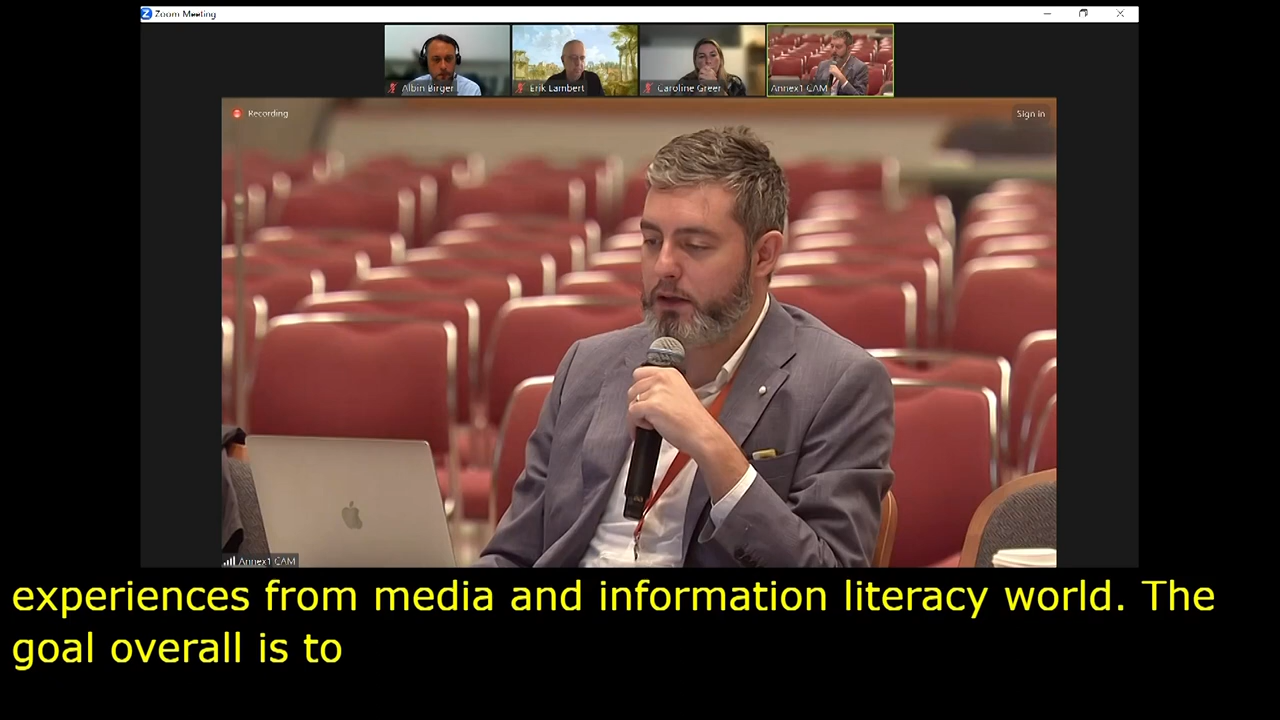 Zoom Meeting
Albin Birger
Erik Lambert
Caroline Greer
Annex1 CAM
Recording
Sign in
Annex1 CAM
experiences from media and information literacy world. The
goal overall is to